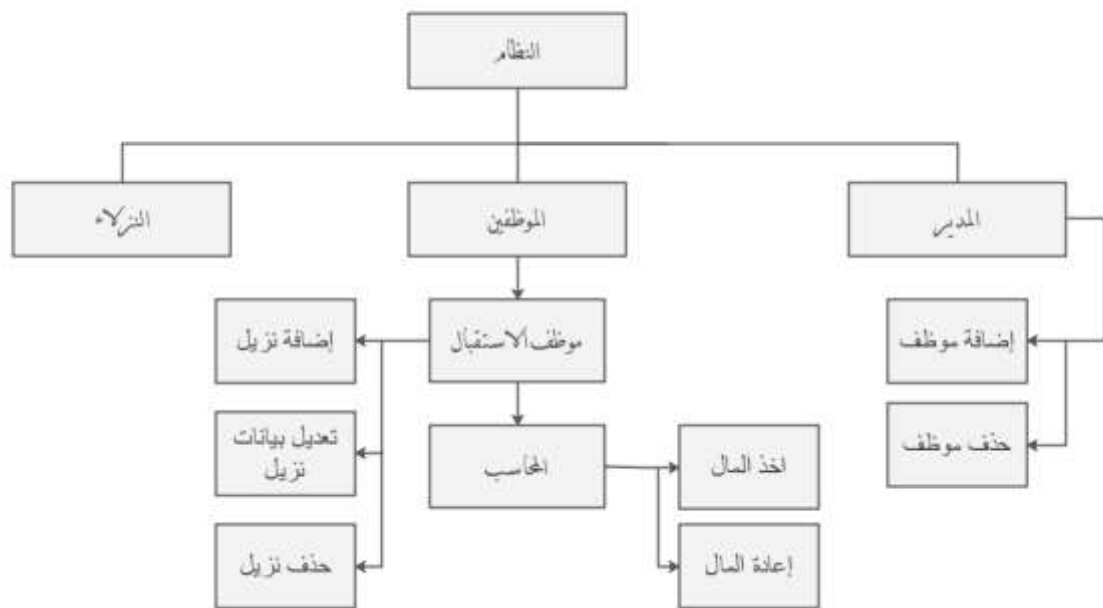 النظام
المدير
الموظفين
النزلاء
إضافة موظف
موظف الاستقبال
إضافة نزيل
حذف موظف
اخذ المال
المحاسب
تعديل بيانات
نزيل
إعادة المال
حذف نزيل